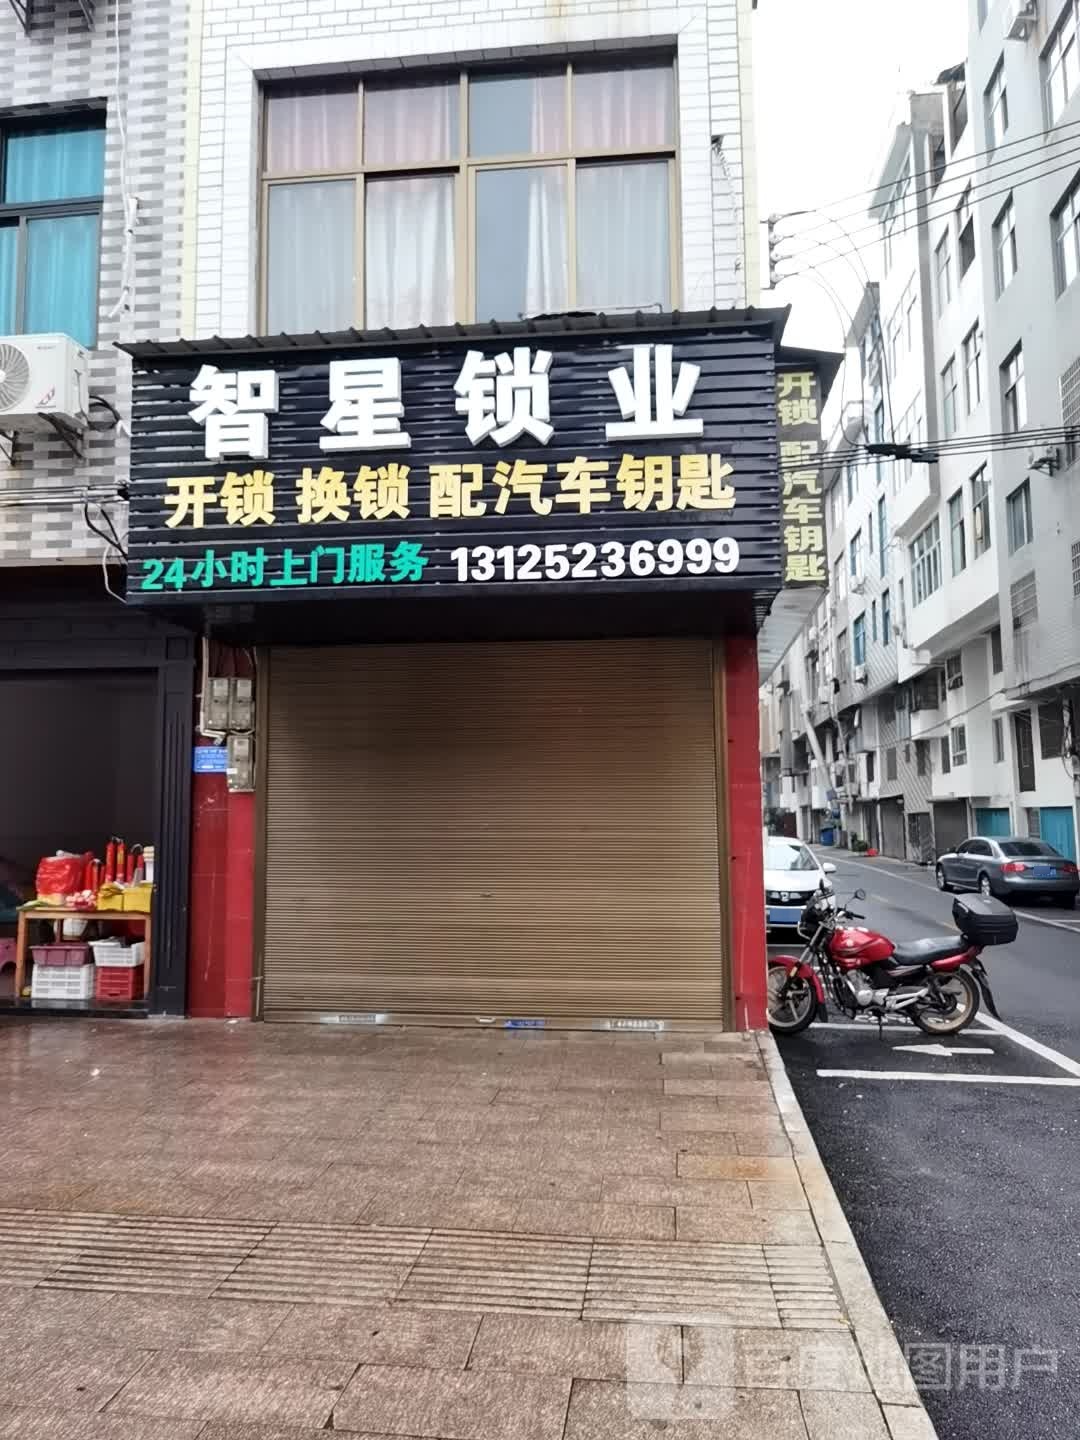 智星锁业
开锁 换锁 配汽车钥匙
24小时上门服务 13125236999
开锁 配汽车钥匙
百度地图用户